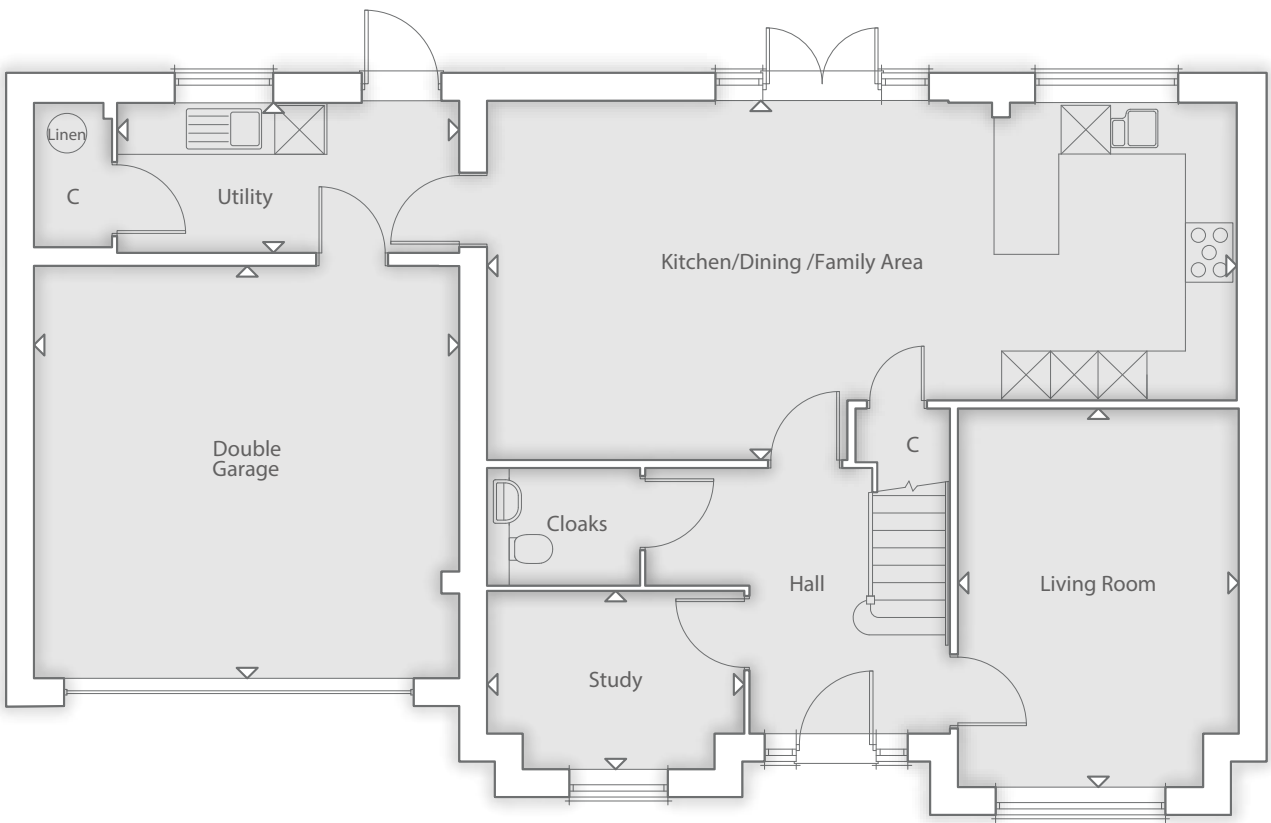 Linen
C
Utility
Kitchen/Dining /Family Area
Double
Garage
C
Cloaks
Hall
Living Room
Study